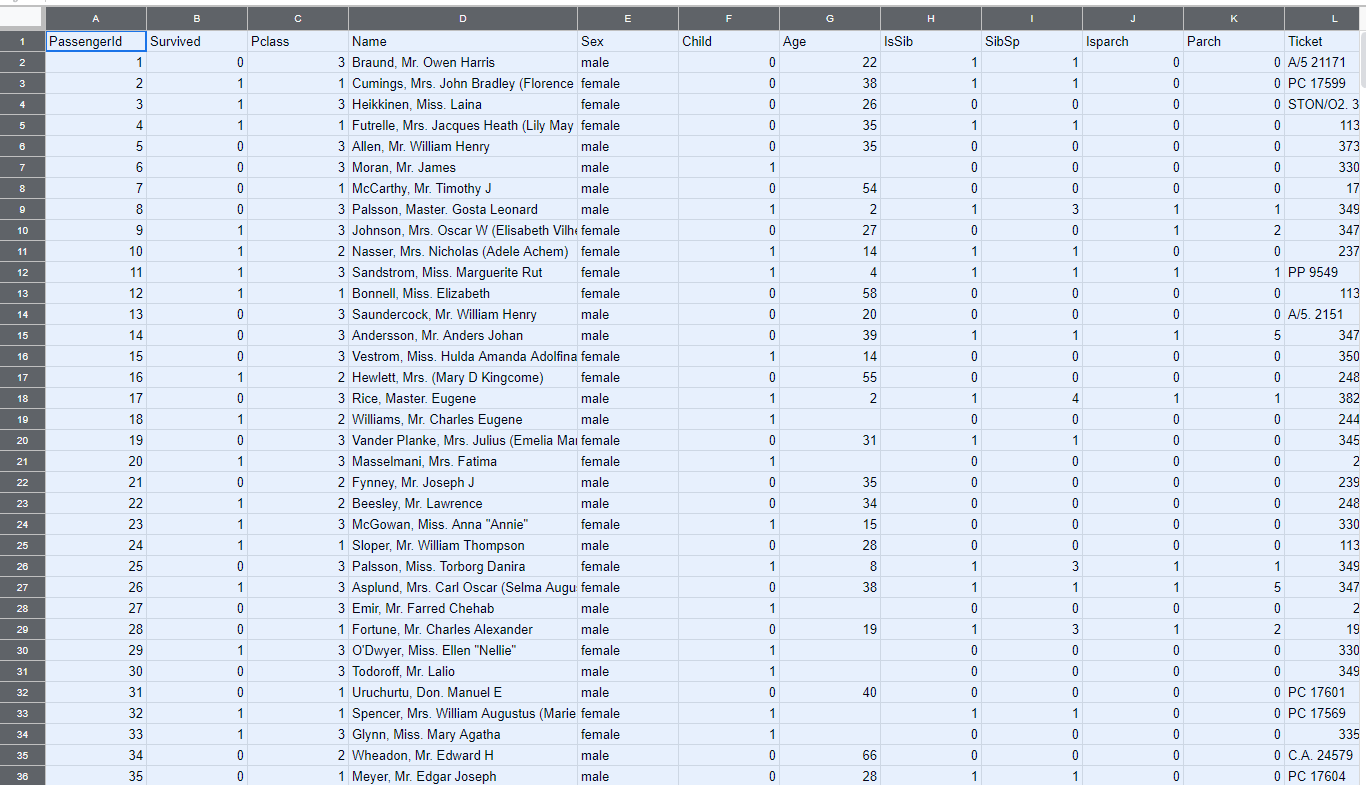 A B C D E F G H I J K L
1 PassengerId Survived Pclass Name Sex Child Age IsSib SibSp Isparch Parch Ticket
2 1 0 3 Braund, Mr. Owen Harris male 0 22 1 1 0 0 A/5 21171
3 2 1 1 Cumings, Mrs. John Bradley (Florence female 0 38 1 1 0 0 PC 17599
4 3 1 3 Heikkinen, Miss. Laina female 0 26 0 0 0 0 STON/O2. 3
5 4 1 1 Futrelle, Mrs. Jacques Heath (Lily May female 0 35 1 1 0 0 113
6 5 0 3 Allen, Mr. William Henry male 0 35 0 0 0 0 373
7 6 0 3 Moran, Mr. James male 1 0 0 0 0 330
8 7 0 1 McCarthy, Mr. Timothy J male 0 54 0 0 0 0 17
9 8 0 3 Palsson, Master. Gosta Leonard male 1 2 1 3 1 1 349
10 9 1 3 Johnson, Mrs. Oscar W (Elisabeth Vilhe female 0 27 0 0 1 2 347
11 10 1 2 Nasser, Mrs. Nicholas (Adele Achem) female 1 14 1 1 0 0 237
12 11 1 3 Sandstrom, Miss. Marguerite Rut female 1 4 1 1 1 1 PP 9549
13 12 1 1 Bonnell, Miss. Elizabeth female 0 58 0 0 0 0 113
14 13 0 3 Saundercock, Mr. William Henry male 0 20 0 0 0 0 A/5. 2151
15 14 0 3 Andersson, Mr. Anders Johan male 0 39 1 1 1 5 347
16 15 0 3 Vestrom, Miss. Hulda Amanda Adolfina female 1 14 0 0 0 0 350
17 16 1 2 Hewlett, Mrs. (Mary D Kingcome) female 0 55 0 0 0 0 248
18 17 0 3 Rice, Master. Eugene male 1 2 1 4 1 1 382
19 18 1 2 Williams, Mr. Charles Eugene male 1 0 0 0 0 244
20 19 0 3 Vander Planke, Mrs. Julius (Emelia Mar female 0 31 1 1 0 0 345
21 20 1 3 Masselmani, Mrs. Fatima female 1 0 0 0 0 2
22 21 0 2 Fynney, Mr. Joseph J male 0 35 0 0 0 0 239
23 22 1 2 Beesley, Mr. Lawrence male 0 34 0 0 0 0 248
24 23 1 3 McGowan, Miss. Anna "Annie" female 1 15 0 0 0 0 330
25 24 1 1 Sloper, Mr. William Thompson male 0 28 0 0 0 0 113
26 25 0 3 Palsson, Miss. Torborg Danira female 1 8 1 3 1 1 349
27 26 1 3 Asplund, Mrs. Carl Oscar (Selma Augu female 0 38 1 1 1 5 347
28 27 0 3 Emir, Mr. Farred Chehab male 1 0 0 0 0 2
29 28 0 1 Fortune, Mr. Charles Alexander male 0 19 1 3 1 2 19
30 29 1 3 O'Dwyer, Miss. Ellen "Nellie" female 1 0 0 0 0 330
31 30 0 3 Todoroff, Mr. Lalio male 1 0 0 0 0 349
32 31 0 1 Uruchurtu, Don. Manuel E male 0 40 0 0 0 0 PC 17601
33 32 1 1 Spencer, Mrs. William Augustus (Marie female 1 1 1 0 0 PC 17569
34 33 1 3 Glynn, Miss. Mary Agatha female 1 0 0 0 0 335
35 34 0 2 Wheadon, Mr. Edward H male 0 66 0 0 0 0 C.A. 24579
36 35 0 1 Meyer, Mr. Edgar Joseph male 0 28 1 1 0 0 PC 17604